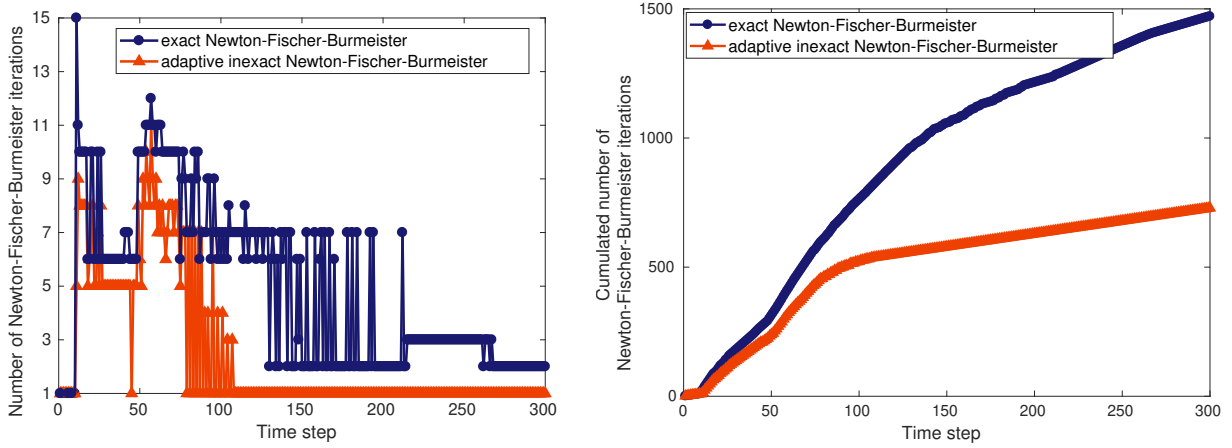 Number of Newton-Fischer-Burmeister iterations
15
13
11
9
7
5
3
1
exact Newton-Fischer-Burmeister
adaptive inexact Newton-Fischer-Burmeister
0
50
100
150
200
250
300
Time step
Cumulated number of
Newton-Fischer-Burmeister iterations
1500
1000
500
0
exact Newton-Fischer-Burmeister
adaptive inexact Newton-Fischer-Burmeister
0
50
100
150
200
250
300
Time step